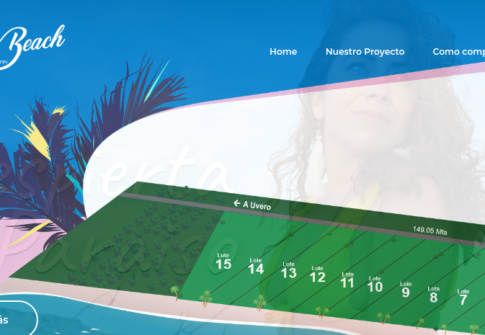 Beach
Home Nuestro Proyecto Como comp
← A Uvero
149.05 Mts
Lote 15
Lote 14
Lote 13
Lote 12
Lote 11
Lote 10
Lote 9
Lote 8
Lote 7
ás